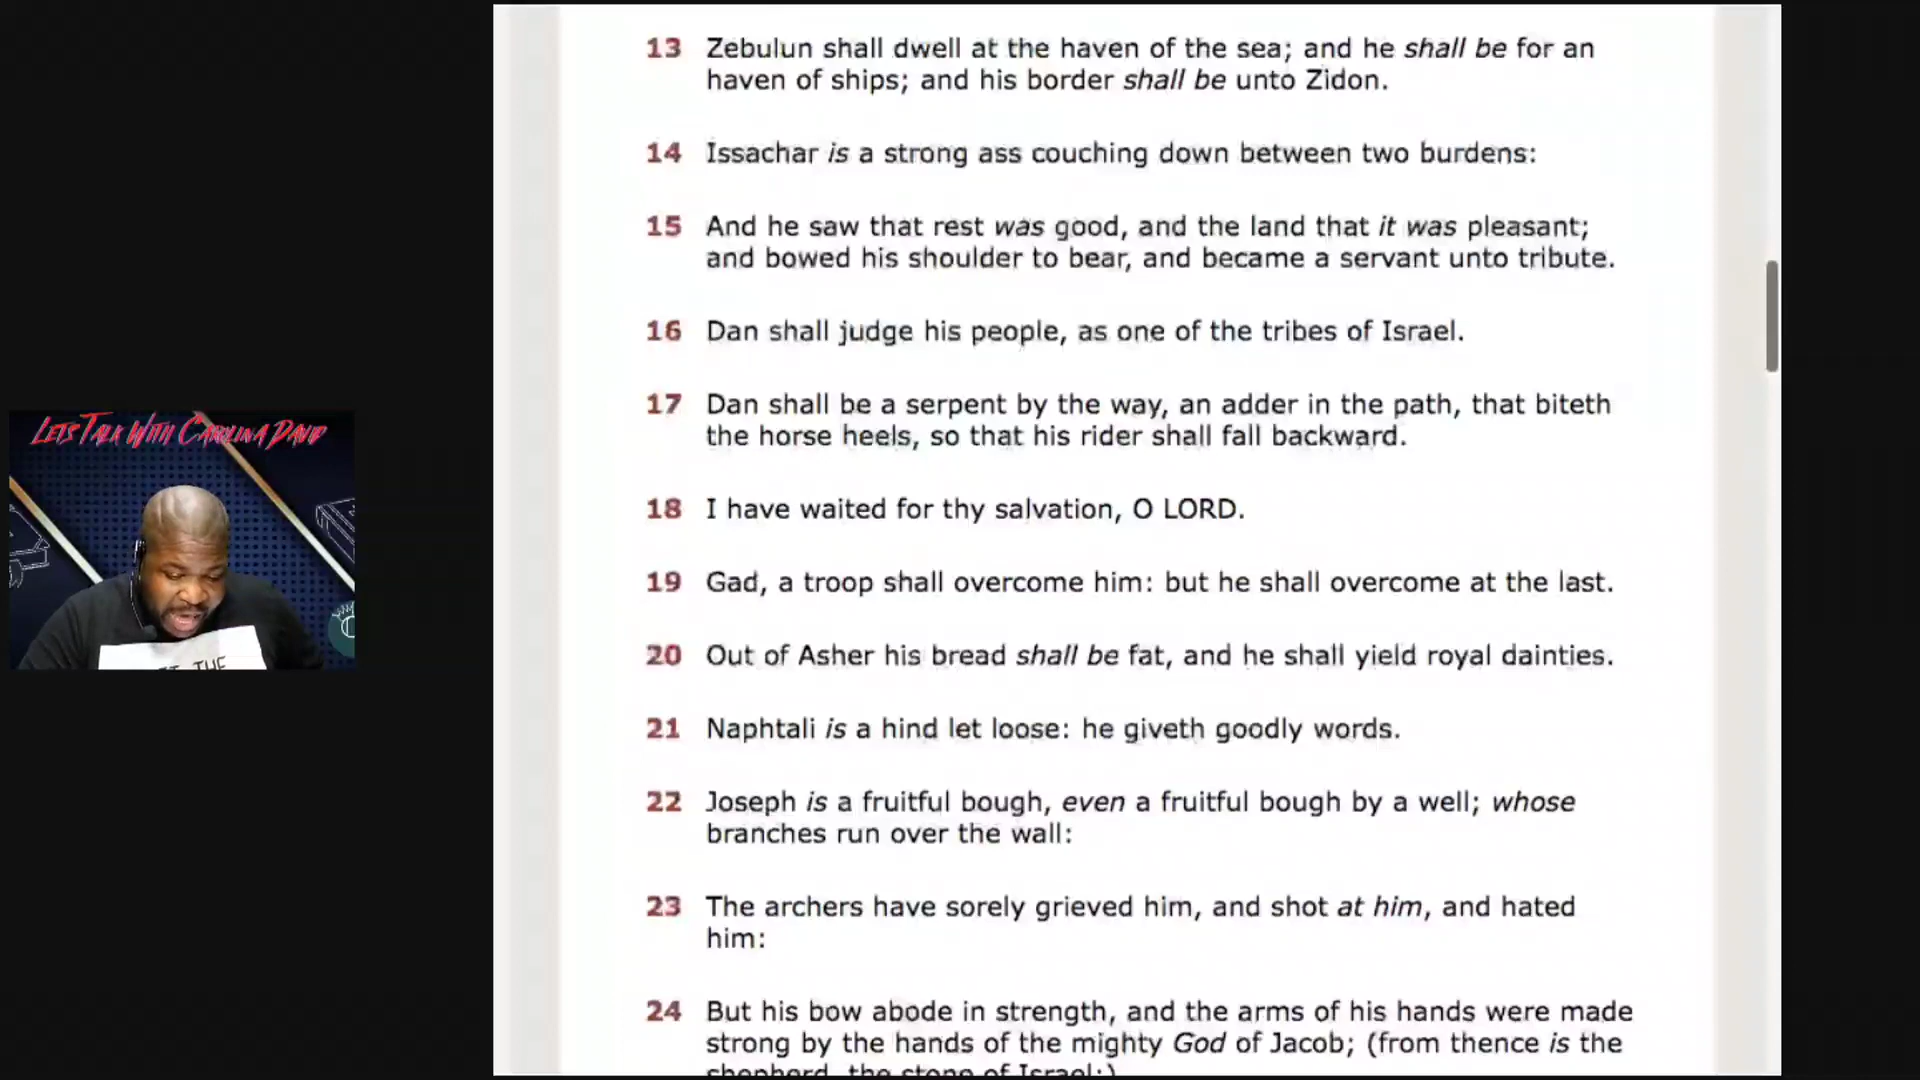 LETS TALK WITH CAROLINA DAVID
THE
13 Zebulun shall dwell at the haven of the sea; and he shall be for an
haven of ships; and his border shall be unto Zidon.
14 Issachar is a strong ass couching down between two burdens:
15 And he saw that rest was good, and the land that it was pleasant;
and bowed his shoulder to bear, and became a servant unto tribute.
16 Dan shall judge his people, as one of the tribes of Israel.
17 Dan shall be a serpent by the way, an adder in the path, that biteth
the horse heels, so that his rider shall fall backward.
18 I have waited for thy salvation, O LORD.
19 Gad, a troop shall overcome him: but he shall overcome at the last.
20 Out of Asher his bread shall be fat, and he shall yield royal dainties.
21 Naphtali is a hind let loose: he giveth goodly words.
22 Joseph is a fruitful bough, even a fruitful bough by a well; whose
branches run over the wall:
23 The archers have sorely grieved him, and shot at him, and hated
him:
24 But his bow abode in strength, and the arms of his hands were made
strong by the hands of the mighty God of Jacob; (from thence is the
shepherd, the stone of Israel:)